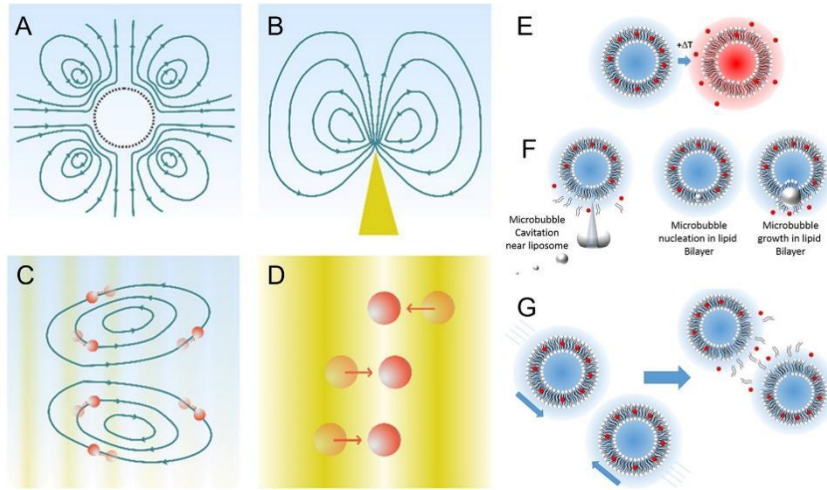 A
B
E
+ΔT
F
Microbubble
Cavitation
near liposome
Microbubble
nucleation in lipid
Bilayer
Microbubble
growth in lipid
Bilayer
C
D
G